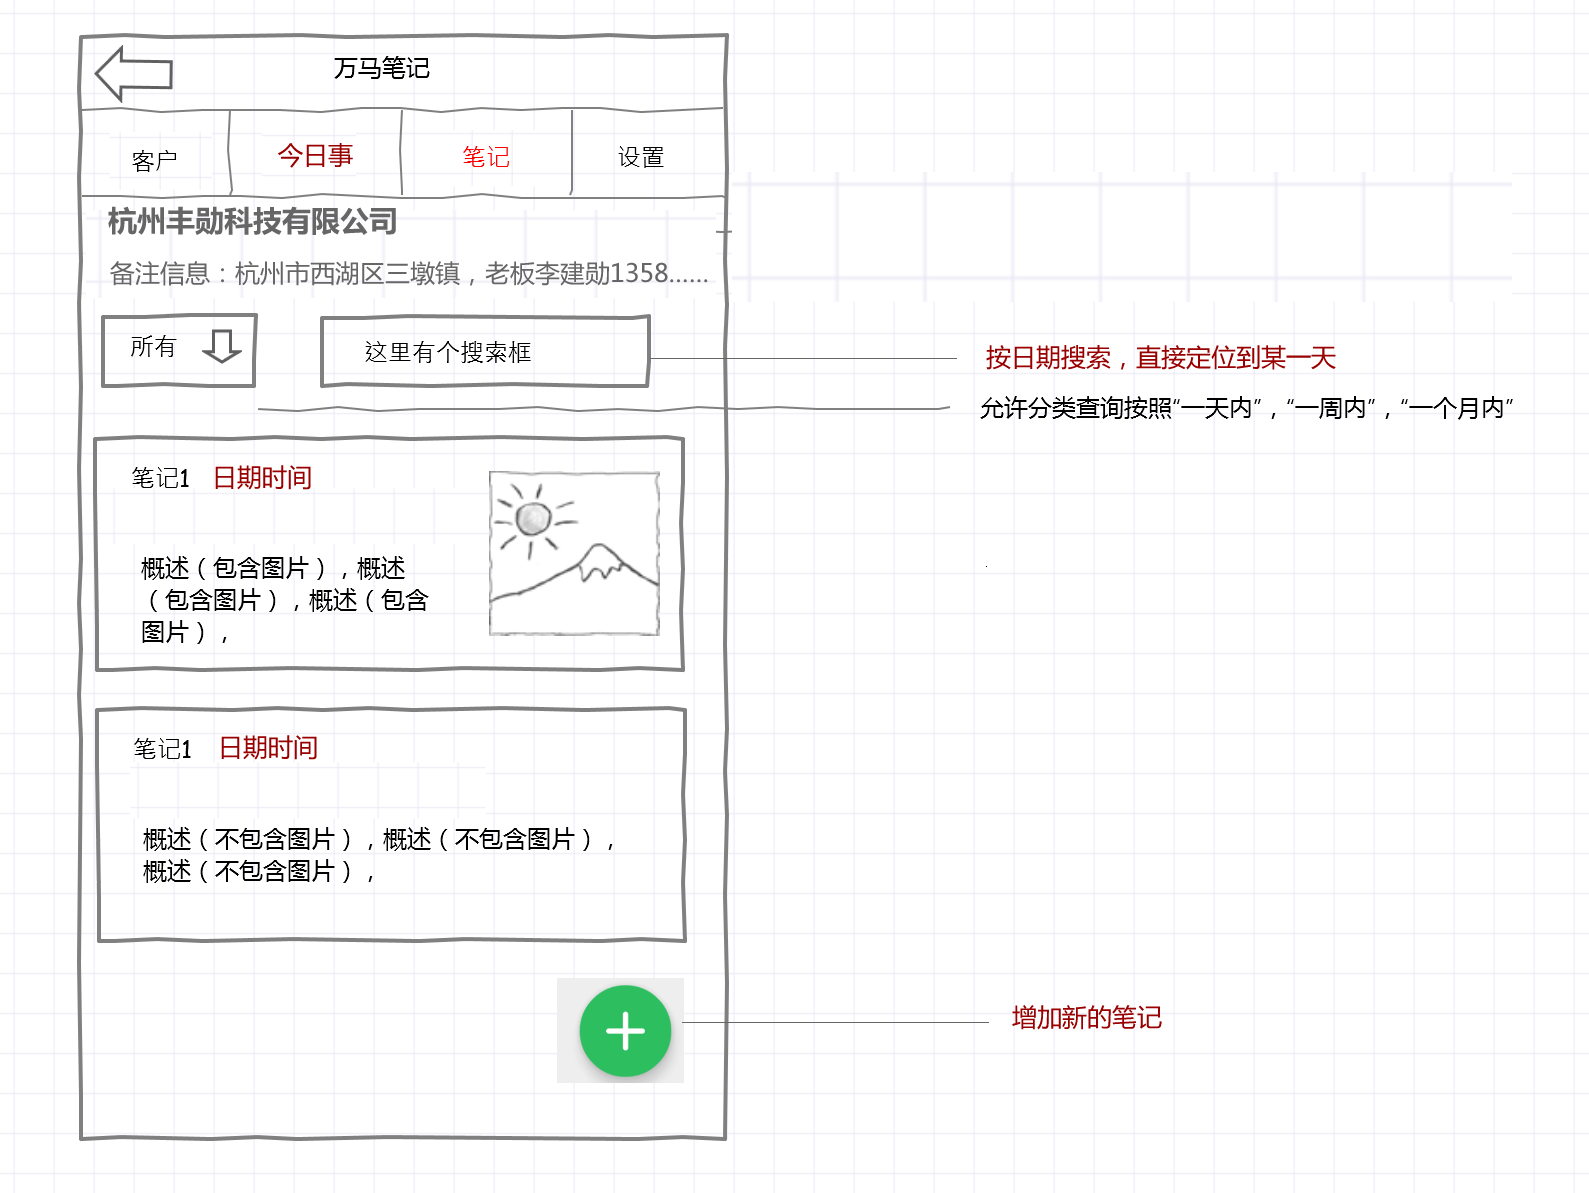 万马笔记
客户
今日事
笔记
设置
杭州丰勋科技有限公司
备注信息：杭州市西湖区三墩镇，老板李建勋1358......
所有
这里有个搜索框
按日期搜索，直接定位到某一天
允许分类查询按照“一天内”，“一周内”，“一个月内”
笔记1 日期时间
概述（包含图片），概述
（包含图片），概述（包含
图片），
笔记1 日期时间
概述（不包含图片），概述（不包含图片），
概述（不包含图片），
增加新的笔记